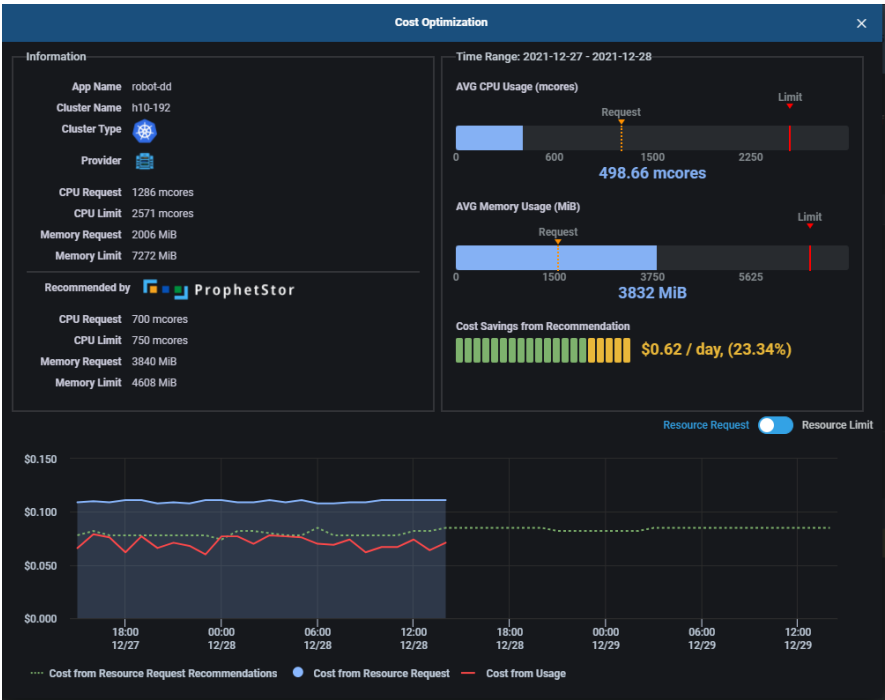 Cost Optimization
Information
App Name robot-dd
Cluster Name h10-192
Cluster Type
Provider
CPU Request 1286 mcores
CPU Limit 2571 mcores
Memory Request 2006 MiB
Memory Limit 7272 MiB
Recommended by ProphetStor
CPU Request 700 mcores
CPU Limit 750 mcores
Memory Request 3840 MiB
Memory Limit 4608 MiB
Time Range: 2021-12-27 - 2021-12-28
AVG CPU Usage (mcores)
Limit
Request
0 600 1500 2250
498.66 mcores
AVG Memory Usage (MiB)
Limit
Request
0 1500 3750 5625
3832 MiB
Cost Savings from Recommendation
$0.62 / day, (23.34%)
Resource Request Resource Limit
$0.150
$0.100
$0.050
$0.000
18:00 00:00 06:00 12:00 18:00 00:00 06:00 12:00
12/27 12/28 12/28 12/28 12/28 12/29 12/29 12/29
Cost from Resource Request Recommendations Cost from Resource Request Cost from Usage